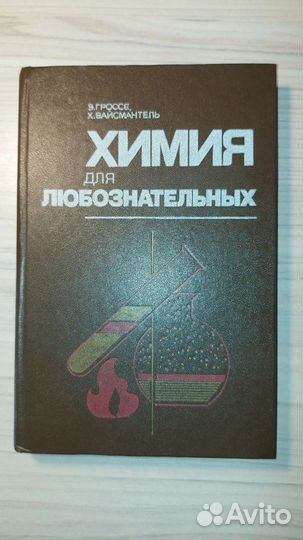 Э.ГРОССЕ,
Х.ВАЙСМАНТЕЛЬ
ХИМИЯ
ДЛЯ
ЛЮБОЗНАТЕЛЬНЫХ
Avito